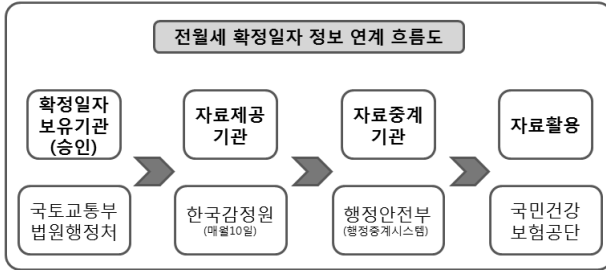 전월세 확정일자 정보 연계 흐름도
확정일자
보유기관
(승인)
자료제공
기관
자료중계
기관
자료활용
국토교통부
법원행정처
한국감정원
(매월10일)
행정안전부
(행정중계시스템)
국민건강
보험공단